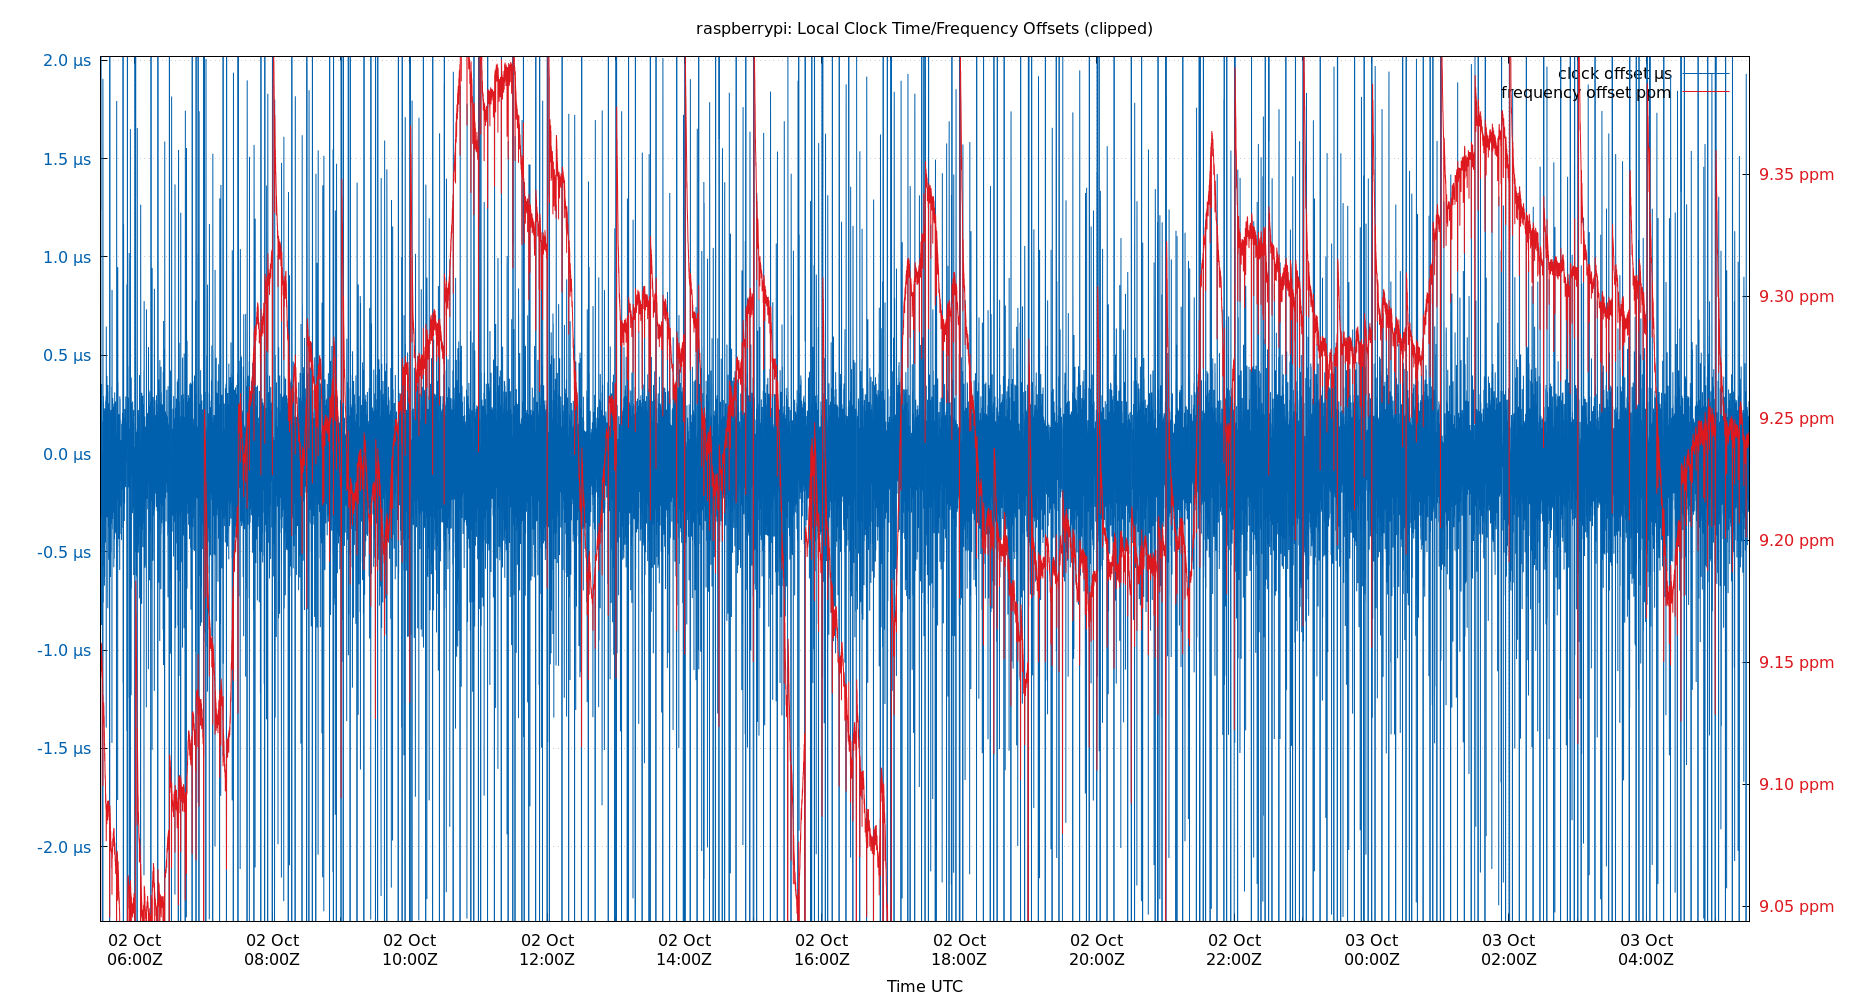 raspberrypi: Local Clock Time/Frequency Offsets (clipped)
clock offset µs
frequency offset ppm
2.0 µs
1.5 µs
1.0 µs
0.5 µs
0.0 µs
-0.5 µs
-1.0 µs
-1.5 µs
-2.0 µs
9.35 ppm
9.30 ppm
9.25 ppm
9.20 ppm
9.15 ppm
9.10 ppm
9.05 ppm
02 Oct 02 Oct 02 Oct 02 Oct 02 Oct 02 Oct 02 Oct 02 Oct 02 Oct 03 Oct 03 Oct 03 Oct
06:00Z 08:00Z 10:00Z 12:00Z 14:00Z 16:00Z 18:00Z 20:00Z 22:00Z 00:00Z 02:00Z 04:00Z
Time UTC